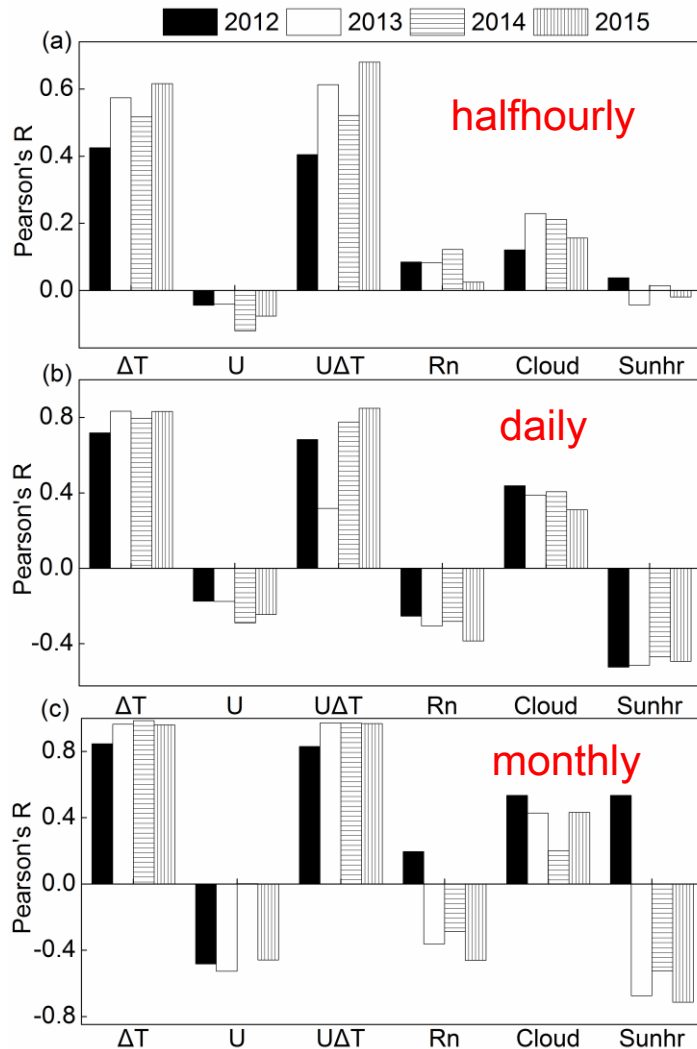 2012 2013 2014 2015
(a)
halfhourly
Pearson's R
0.6
0.4
0.2
0.0
ΔT U UΔT Rn Cloud Sunhr
(b)
daily
Pearson's R
0.8
0.4
0.0
-0.4
ΔT U UΔT Rn Cloud Sunhr
(c)
monthly
Pearson's R
0.8
0.4
0.0
-0.4
-0.8
ΔT U UΔT Rn Cloud Sunhr